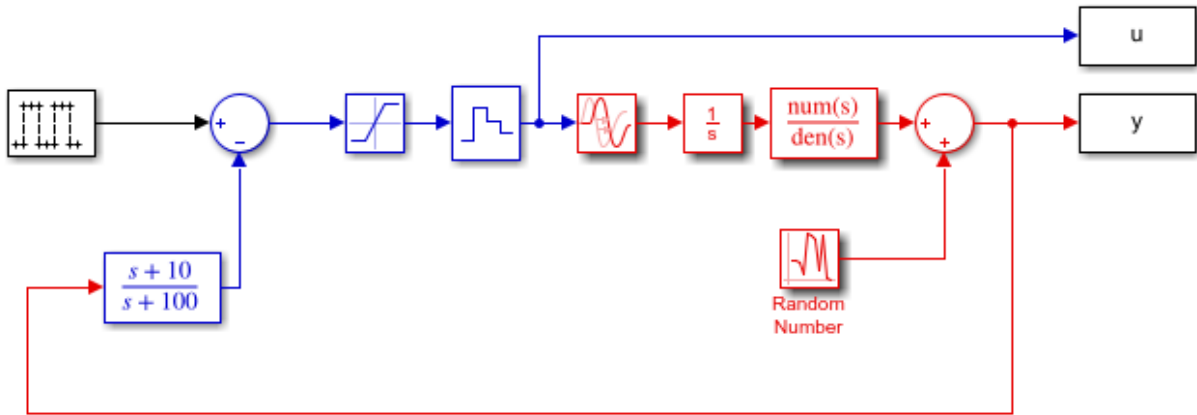 u
y
+
−
1
s
num(s)
den(s)
+
+
s + 10
s + 100
Random
Number